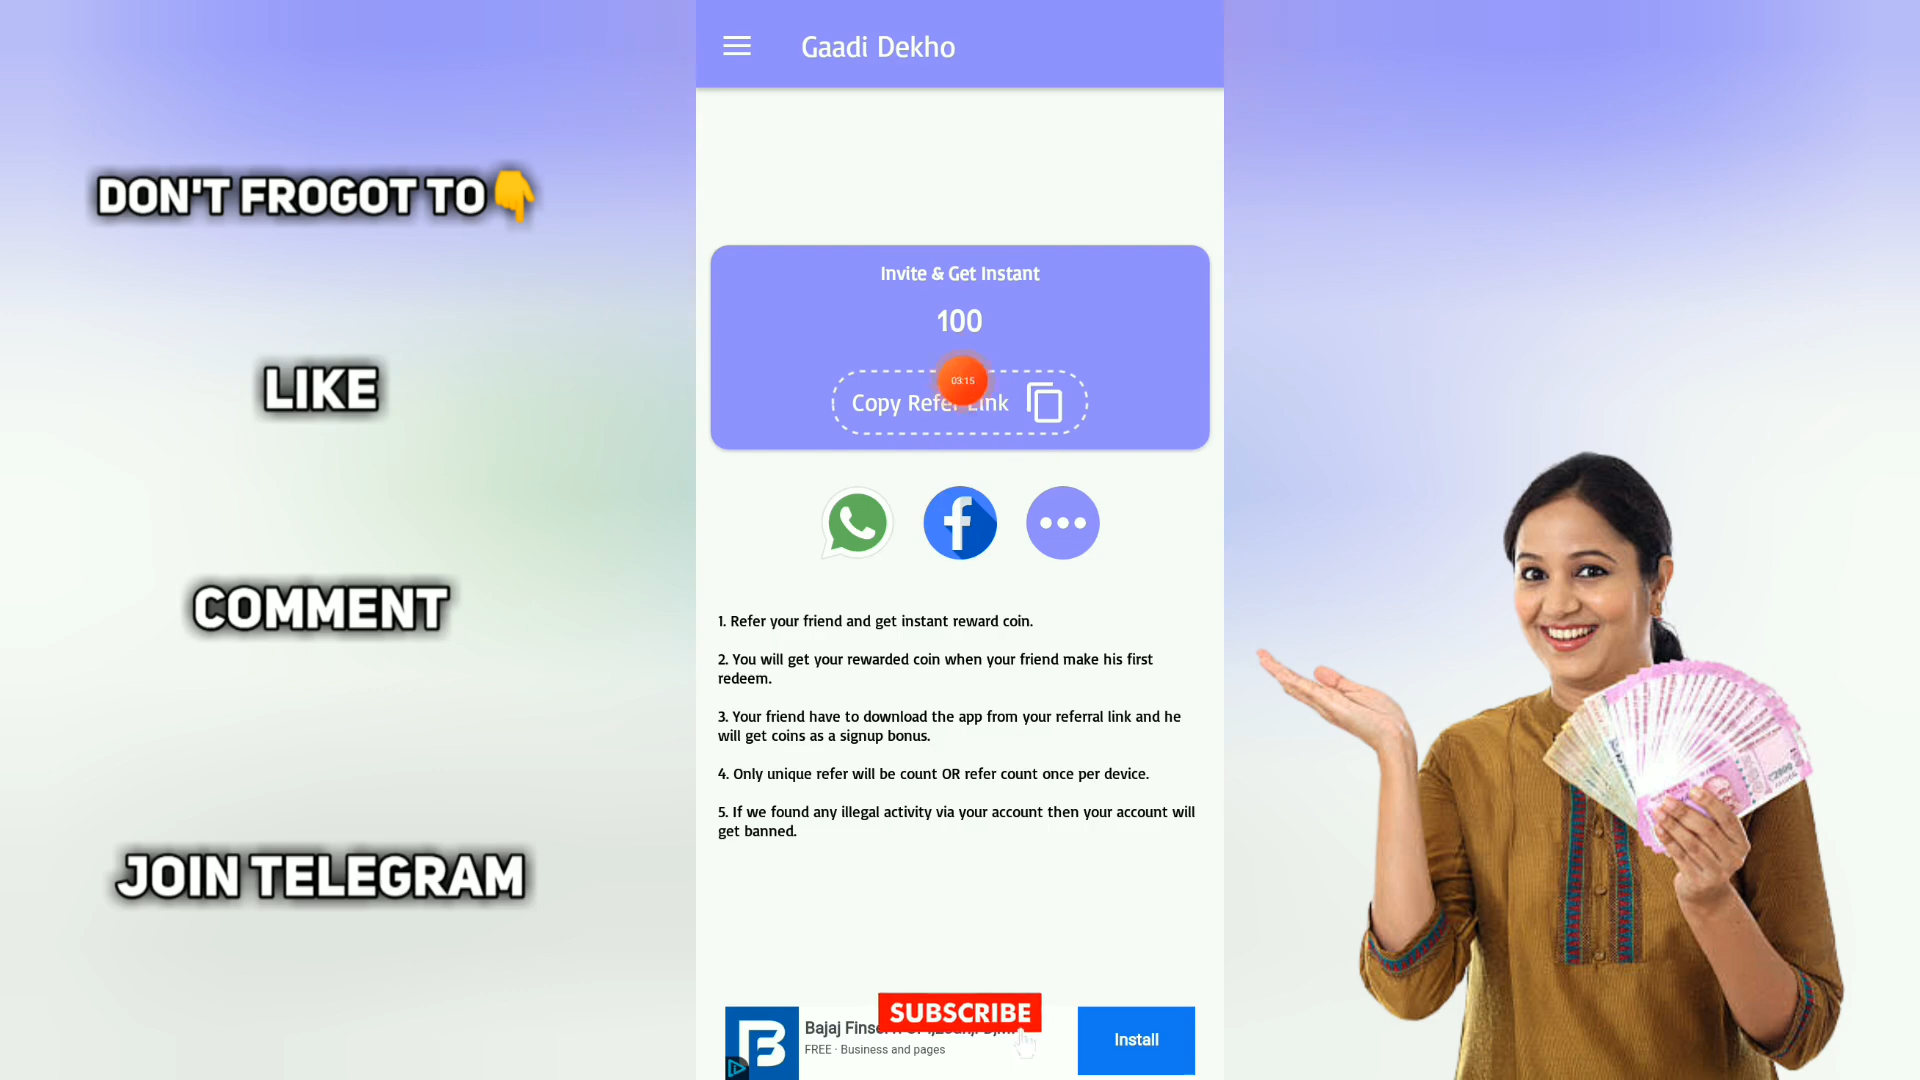 Gaadi Dekho
DON'T FROGOT TO👇
LIKE
COMMENT
JOIN TELEGRAM
Invite & Get Instant
100
03:15
Copy Refer Link
1. Refer your friend and get instant reward coin.
2. You will get your rewarded coin when your friend make his first
redeem.
3. Your friend have to download the app from your referral link and he
will get coins as a signup bonus.
4. Only unique refer will be count OR refer count once per device.
5. If we found any illegal activity via your account then your account will
get banned.
SUBSCRIBE
Bajaj
FREE · Business and pages
Install